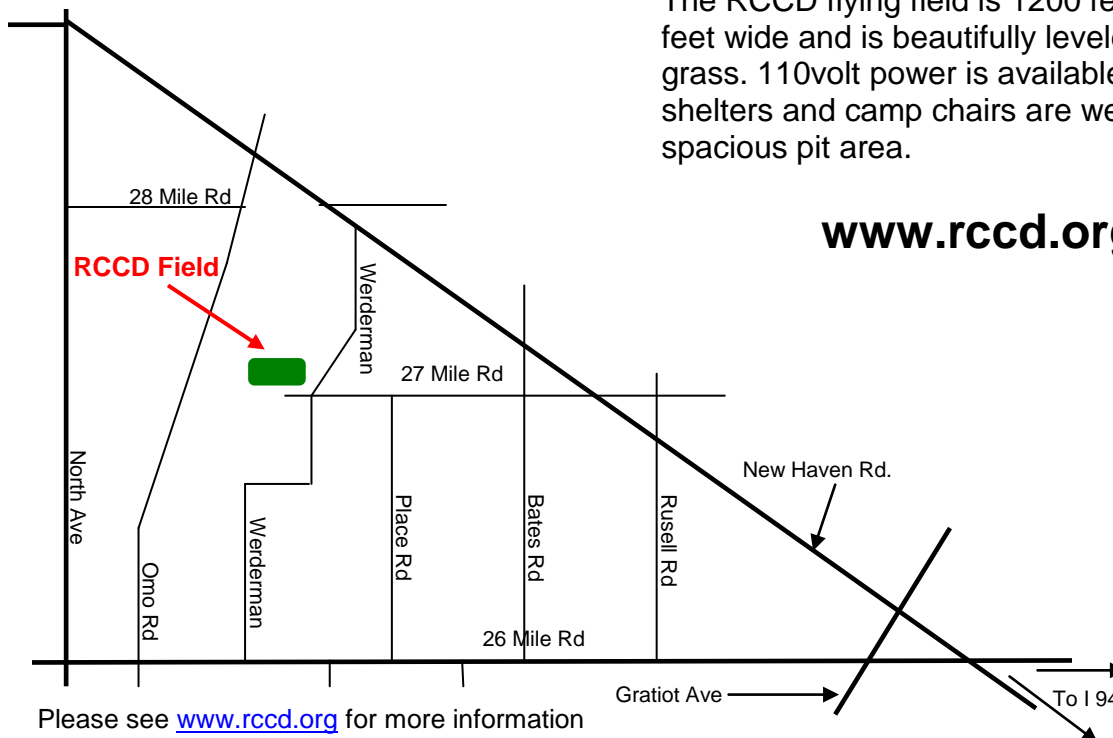 The RCCD flying field is 1200
feet wide and is beautifully
grass. 110volt power is available
shelters and camp chairs are
spacious pit area.
www.rccd.org
28 Mile Rd
RCCD Field
Werderman
27 Mile Rd
New Haven Rd.
North Ave
Omo Rd
Werderman
Place Rd
Bates Rd
Rusell Rd
26 Mile Rd
Gratiot Ave
To I 94
Please see www.rccd.org for more information